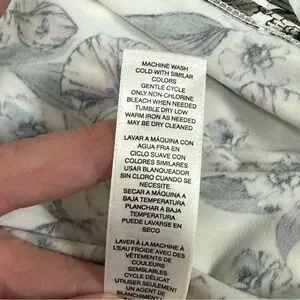 MACHINE WASH
COLD-WITH SIMILAR
COLORS
GENTLE CYCLE
ONLY NON-CHLORINE
BLEACH WHEN NEEDED
TUMBLE DRY LOW
WARM IRON AS NEEDED
MAY BE DRY CLEANED
LAVAR A MÁQUINA CON
AGUA FRIA EN
CICLO SUAVE CON
COLORES SIMILARES.
USAR BLANQUEADOR
SIN CLORO CUANDO SE
NECESITE.
SECAR A MÁQUINA A
BAJA TEMPERATURA
PLANCHAR A BAJA
TEMPERATURA
PUEDE LAVARSE EN
SECO
LAVER À LA MACHINE À
L'EAU FROIDE AVEC DES
VÊTEMENTS DE
COULEURS
SEMBLABLES
CYCLE DÉLICAT
UTILISER SEULEMENT
UN AGENT DE
BLANCHIMENT